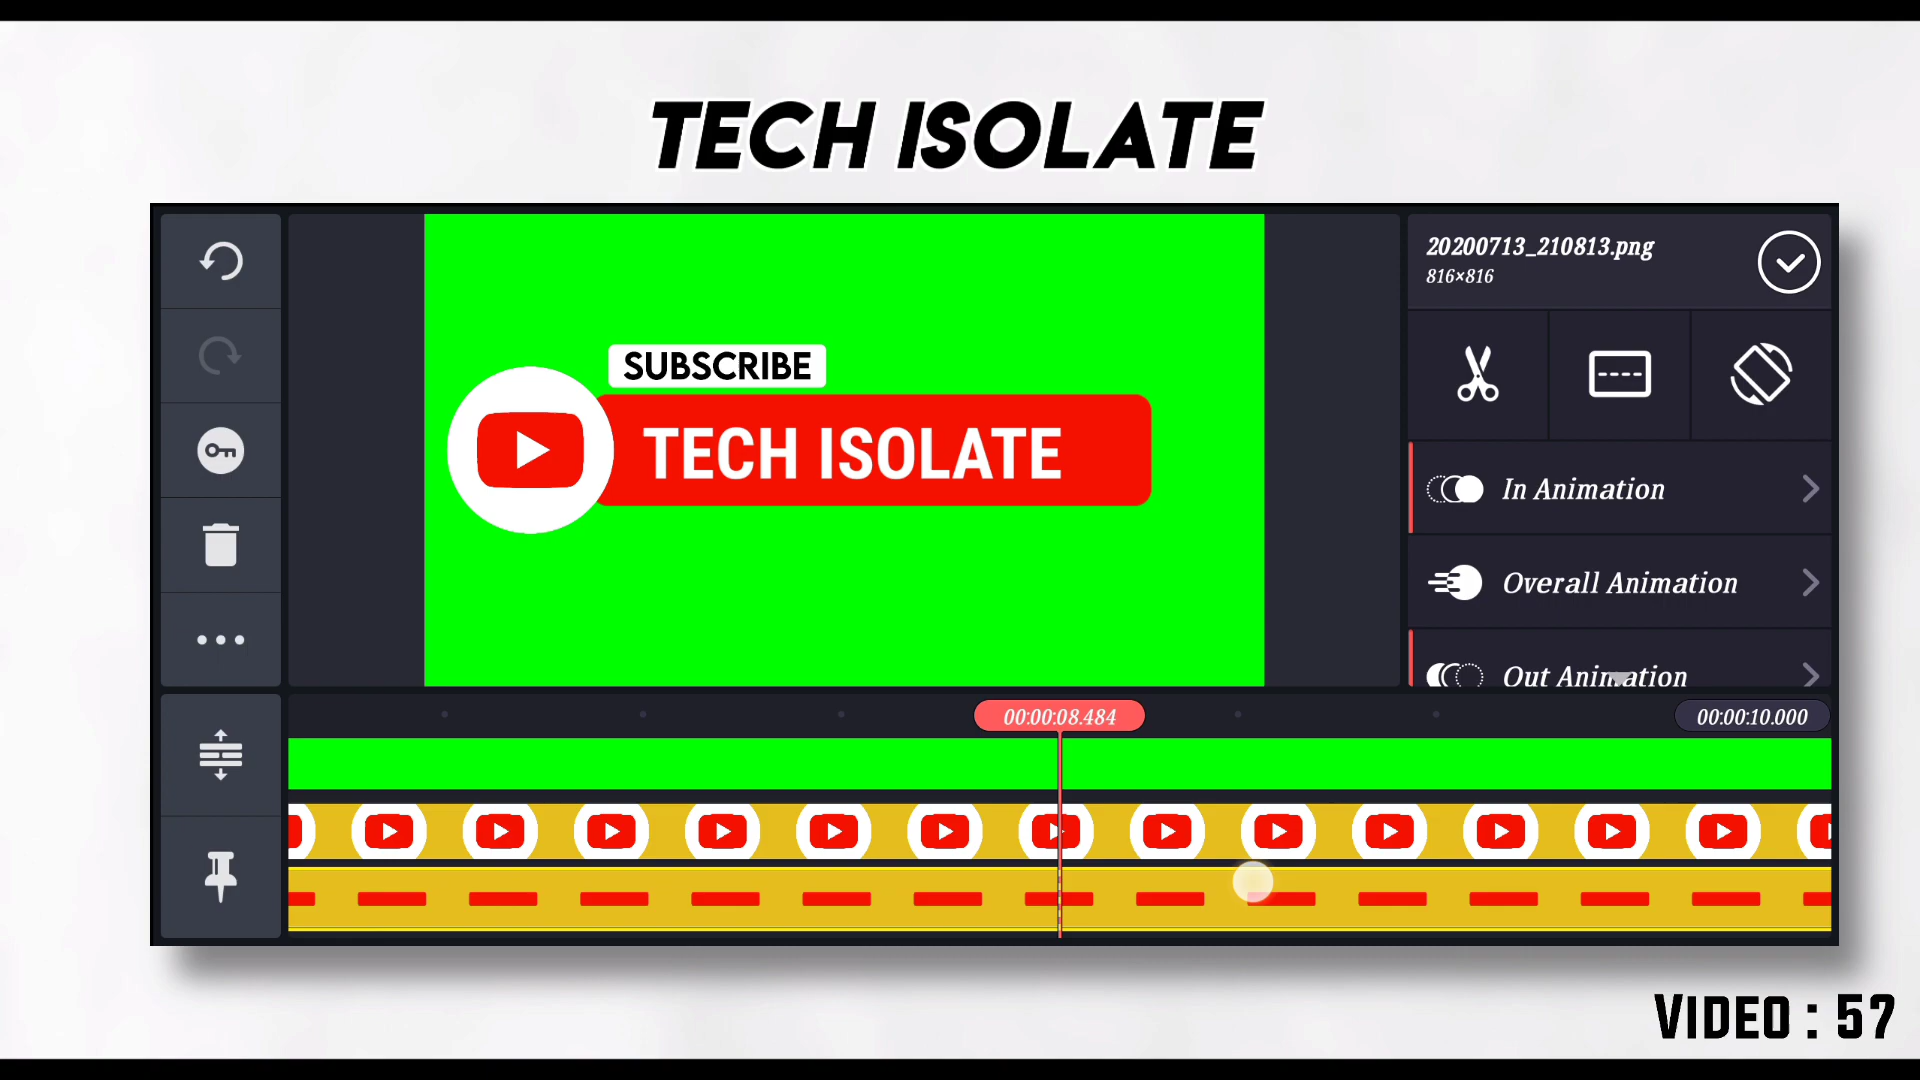 TECH ISOLATE
20200713_210813.png
816×816
SUBSCRIBE
TECH ISOLATE
In Animation
Overall Animation
Out Animation
00:00:08.484
00:00:10.000
VIDEO : 57